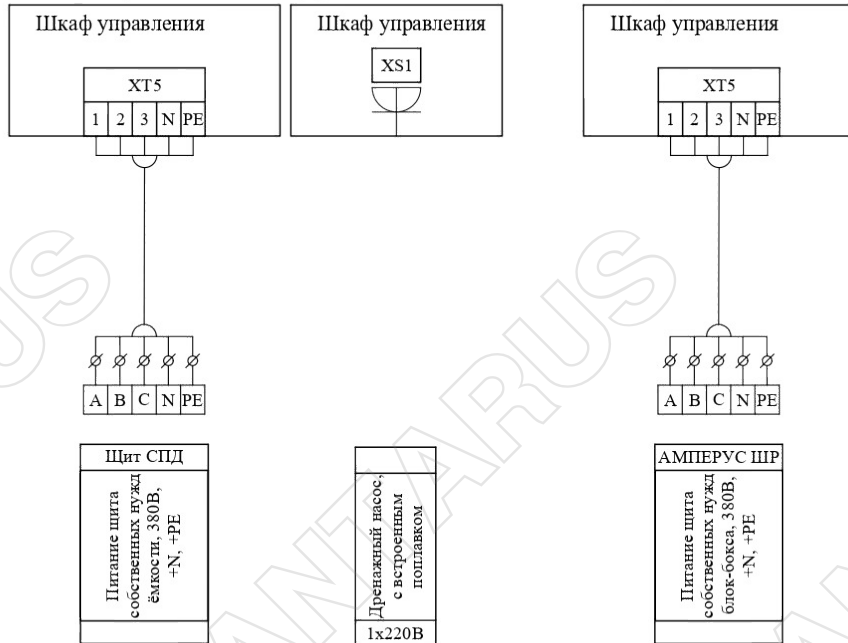 Шкаф управления
XT5
1 2 3 N PE
A B C N PE
Щит СПД
Питание щита
собственных нужд
ёмкости, 380В,
+N, +PE
Шкаф управления
XS1
Дренажный насос,
с встроенным
поплавком
1х220В
Шкаф управления
XT5
1 2 3 N PE
A B C N PE
АМПЕРУС ШР
Питание щита
собственных нужд
блок-бокса, 380В,
+N, +PE
ANTARUS